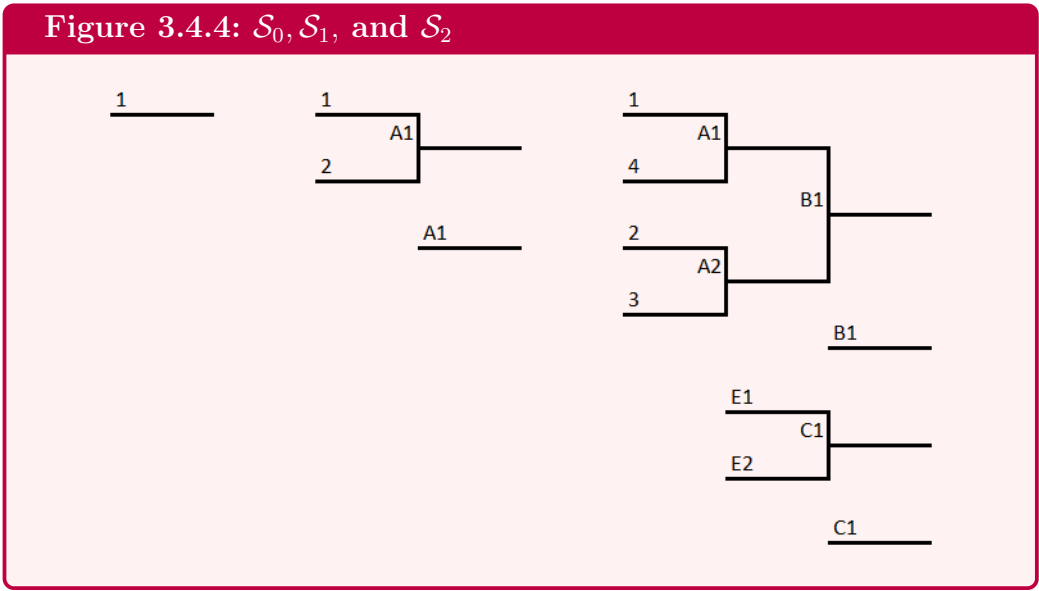 Figure 3.4.4: S₀, S₁, and S₂
1
A1
2
A1
1
A1
4
B1
2
A2
3
B1
E1
C1
E2
C1